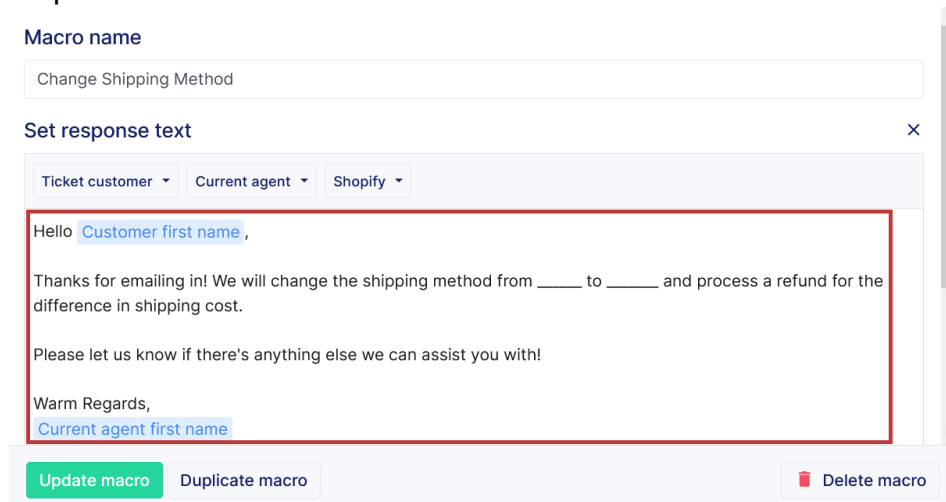 Macro name
Change Shipping Method
Set response text
Ticket customer Current agent Shopify
Hello Customer first name,
Thanks for emailing in! We will change the shipping method from ______ to _______ and process a refund for the
difference in shipping cost.
Please let us know if there's anything else we can assist you with!
Warm Regards,
Current agent first name
Update macro Duplicate macro Delete macro